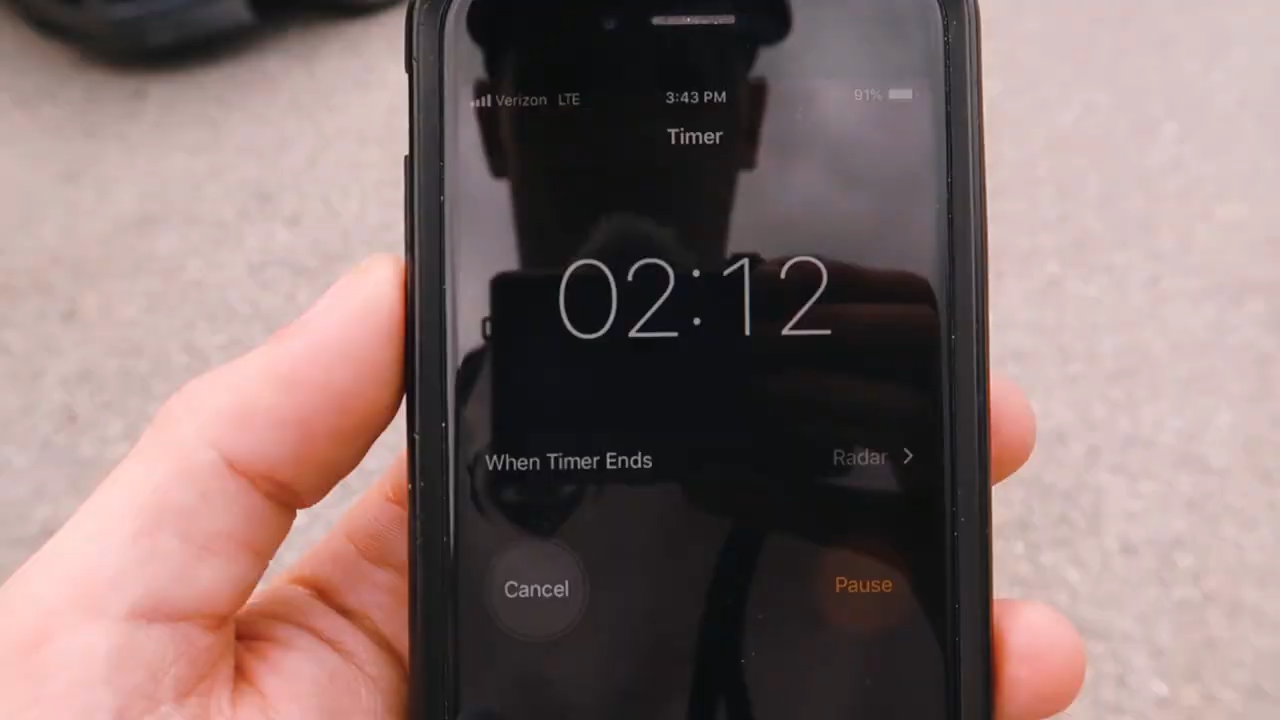 Verizon LTE 3:43 PM 91%
Timer
02:12
When Timer Ends Radar
Cancel Pause